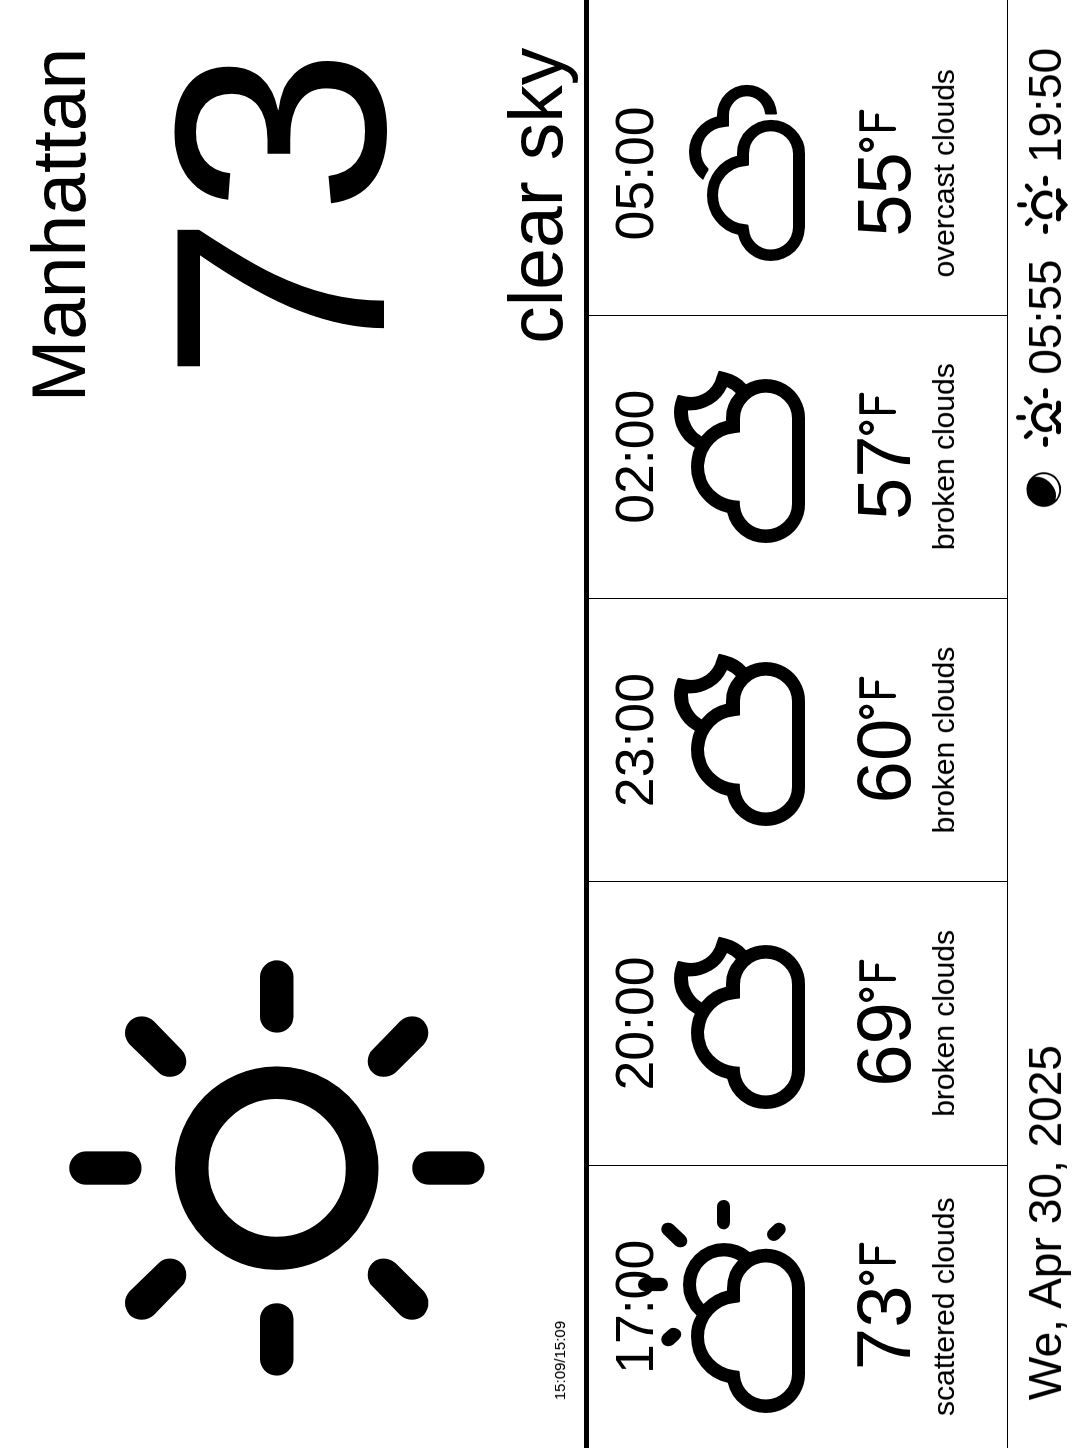 Manhattan
73
clear sky
15:09/15:09
17:00
73°F
scattered clouds
20:00
69°F
broken clouds
23:00
60°F
broken clouds
02:00
57°F
broken clouds
05:00
55°F
overcast clouds
We, Apr 30, 2025
05:55
19:50